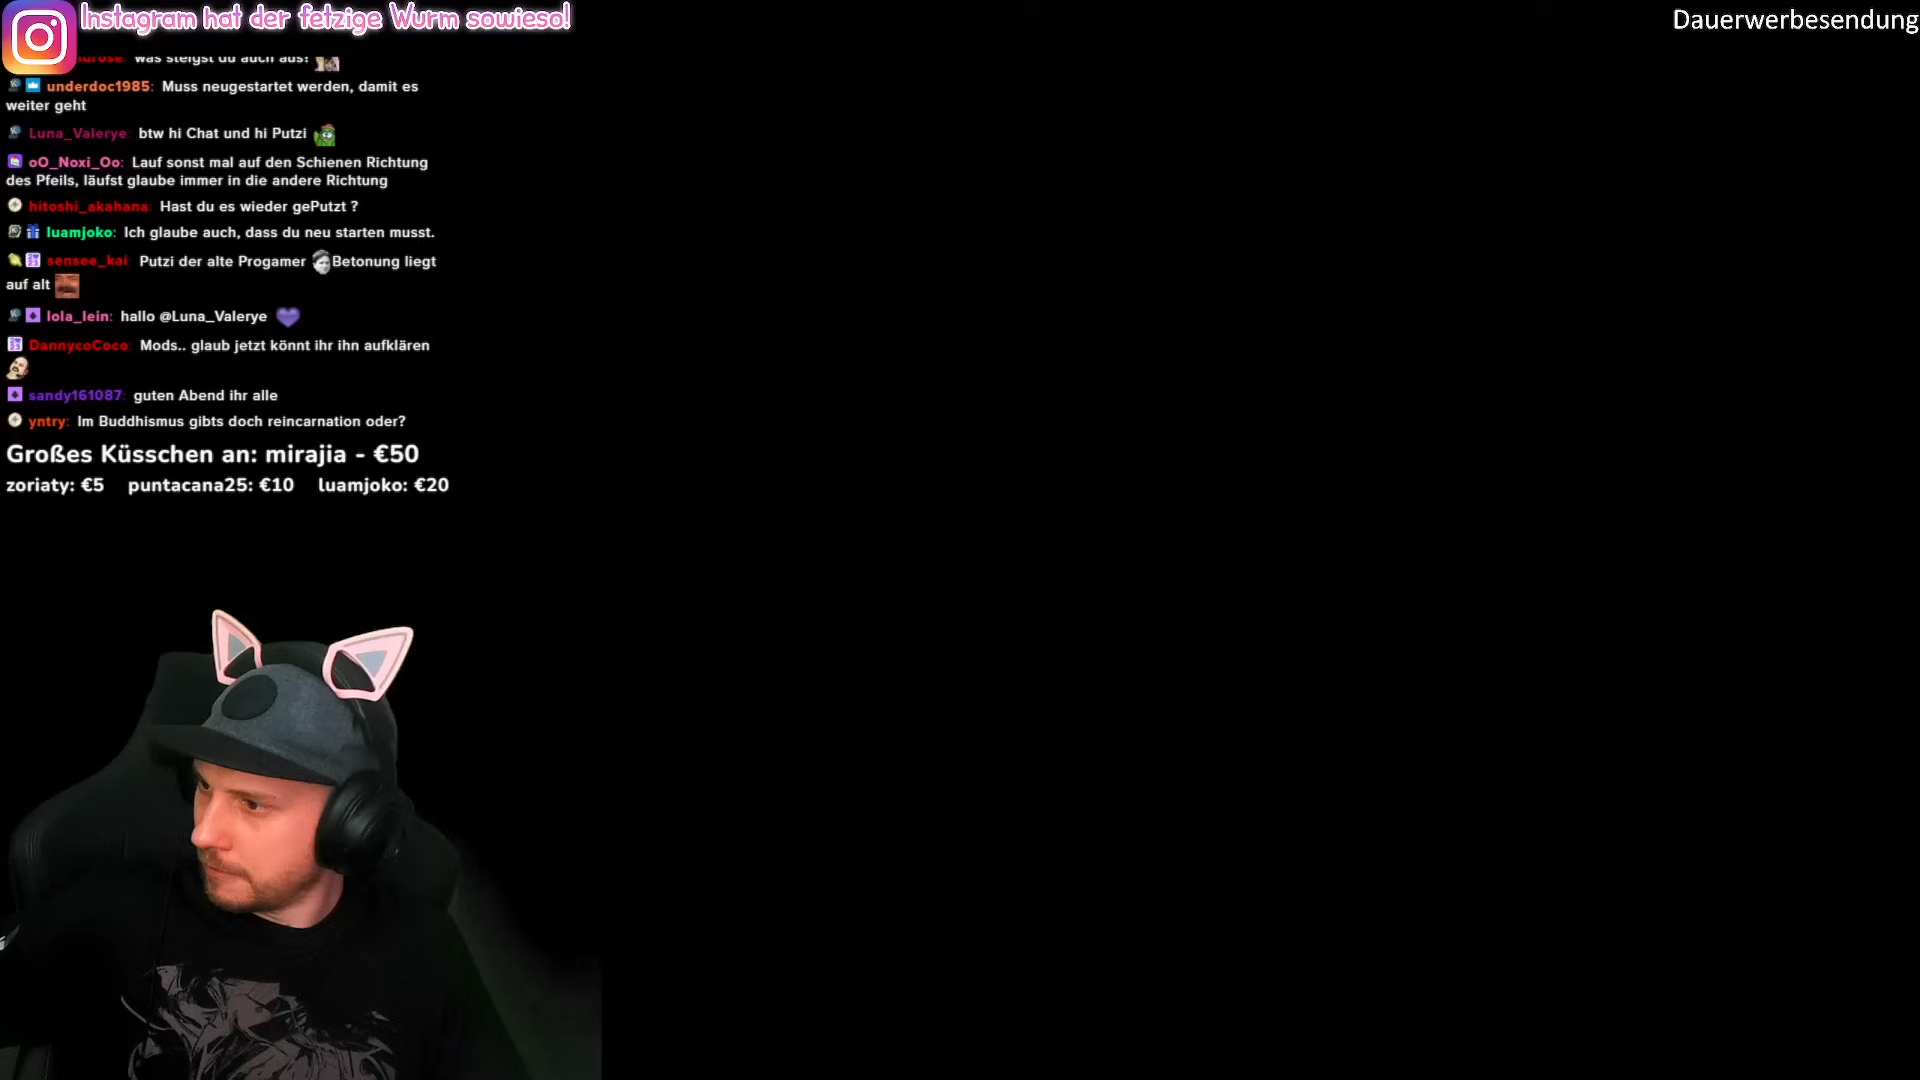 Instagram hat der fetzige Wurm sowieso!
Dauerwerbesendung
was steigst du auch aus!
underdoc1985: Muss neugestartet werden, damit es
weiter geht
Luna_Valerye: btw hi Chat und hi Putzi
oO_Noxi_Oo: Lauf sonst mal auf den Schienen Richtung
des Pfeils, läufst glaube immer in die andere Richtung
hitoshi_akahana: Hast du es wieder gePutzt ?
luamjoko: Ich glaube auch, dass du neu starten musst.
sensee_kai: Putzi der alte Progamer Betonung liegt
auf alt
lola_lein: hallo @Luna_Valerye
DannycoCoco: Mods.. glaub jetzt könnt ihr ihn aufklären
sandy161087: guten Abend ihr alle
yntry: Im Buddhismus gibts doch reincarnation oder?
Großes Küsschen an: mirajia - €50
zoriaty: €5 puntacana25: €10 luamjoko: €20